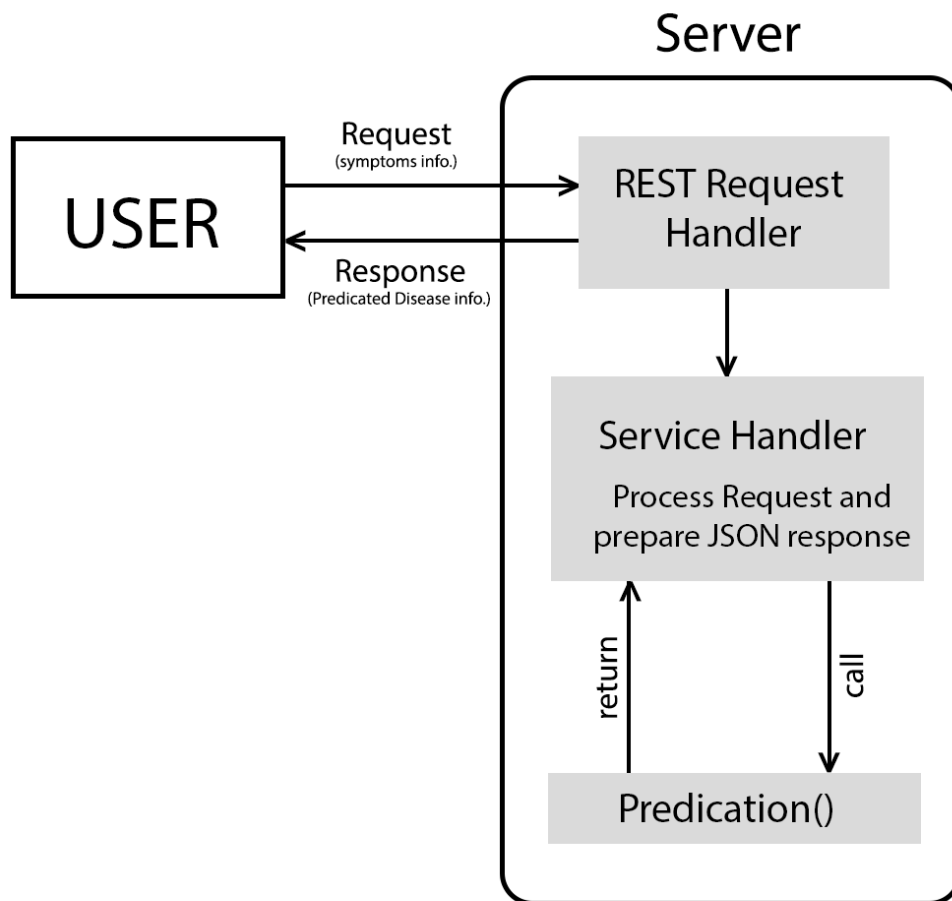 Server
USER
Request
(symptoms info.)
Response
(Predicated Disease info.)
REST Request
Handler
Service Handler
Process Request and
prepare JSON response
return
call
Predication()